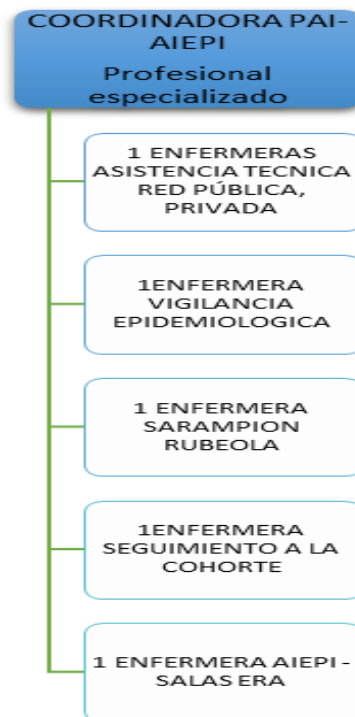 COORDINADORA PAI-
AIEPI
Profesional
especializado
1 ENFERMERAS
ASISTENCIA TECNICA
RED PÚBLICA,
PRIVADA
1ENFERMERA
VIGILANCIA
EPIDEMIOLOGICA
1 ENFERMERA
SARAMPION
RUBEOLA
1ENFERMERA
SEGUIMIENTO A LA
COHORTE
1 ENFERMERA AIEPI -
SALAS ERA